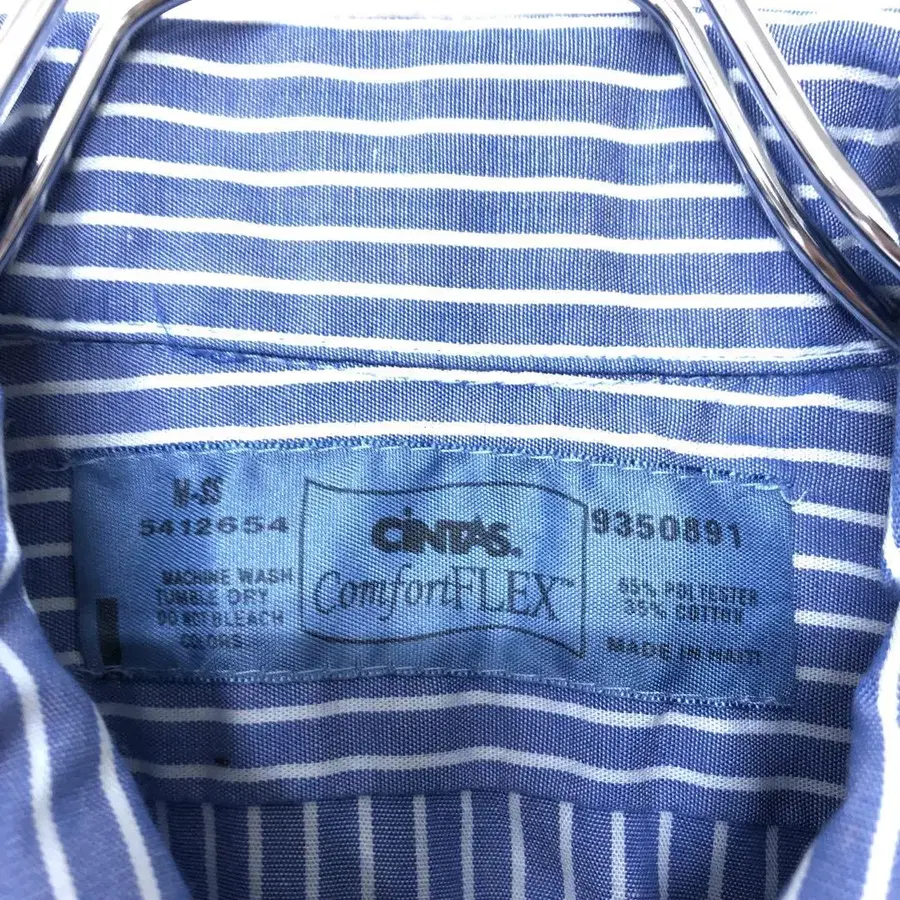 M-SS
5412654
MACHINE WASH
TUMBLE DRY
DO NOT BLEACH
COLORS
CINTAS.
ComfortFLEX™
9350891
65% POLYESTER
35% COTTON
MADE IN HAITI